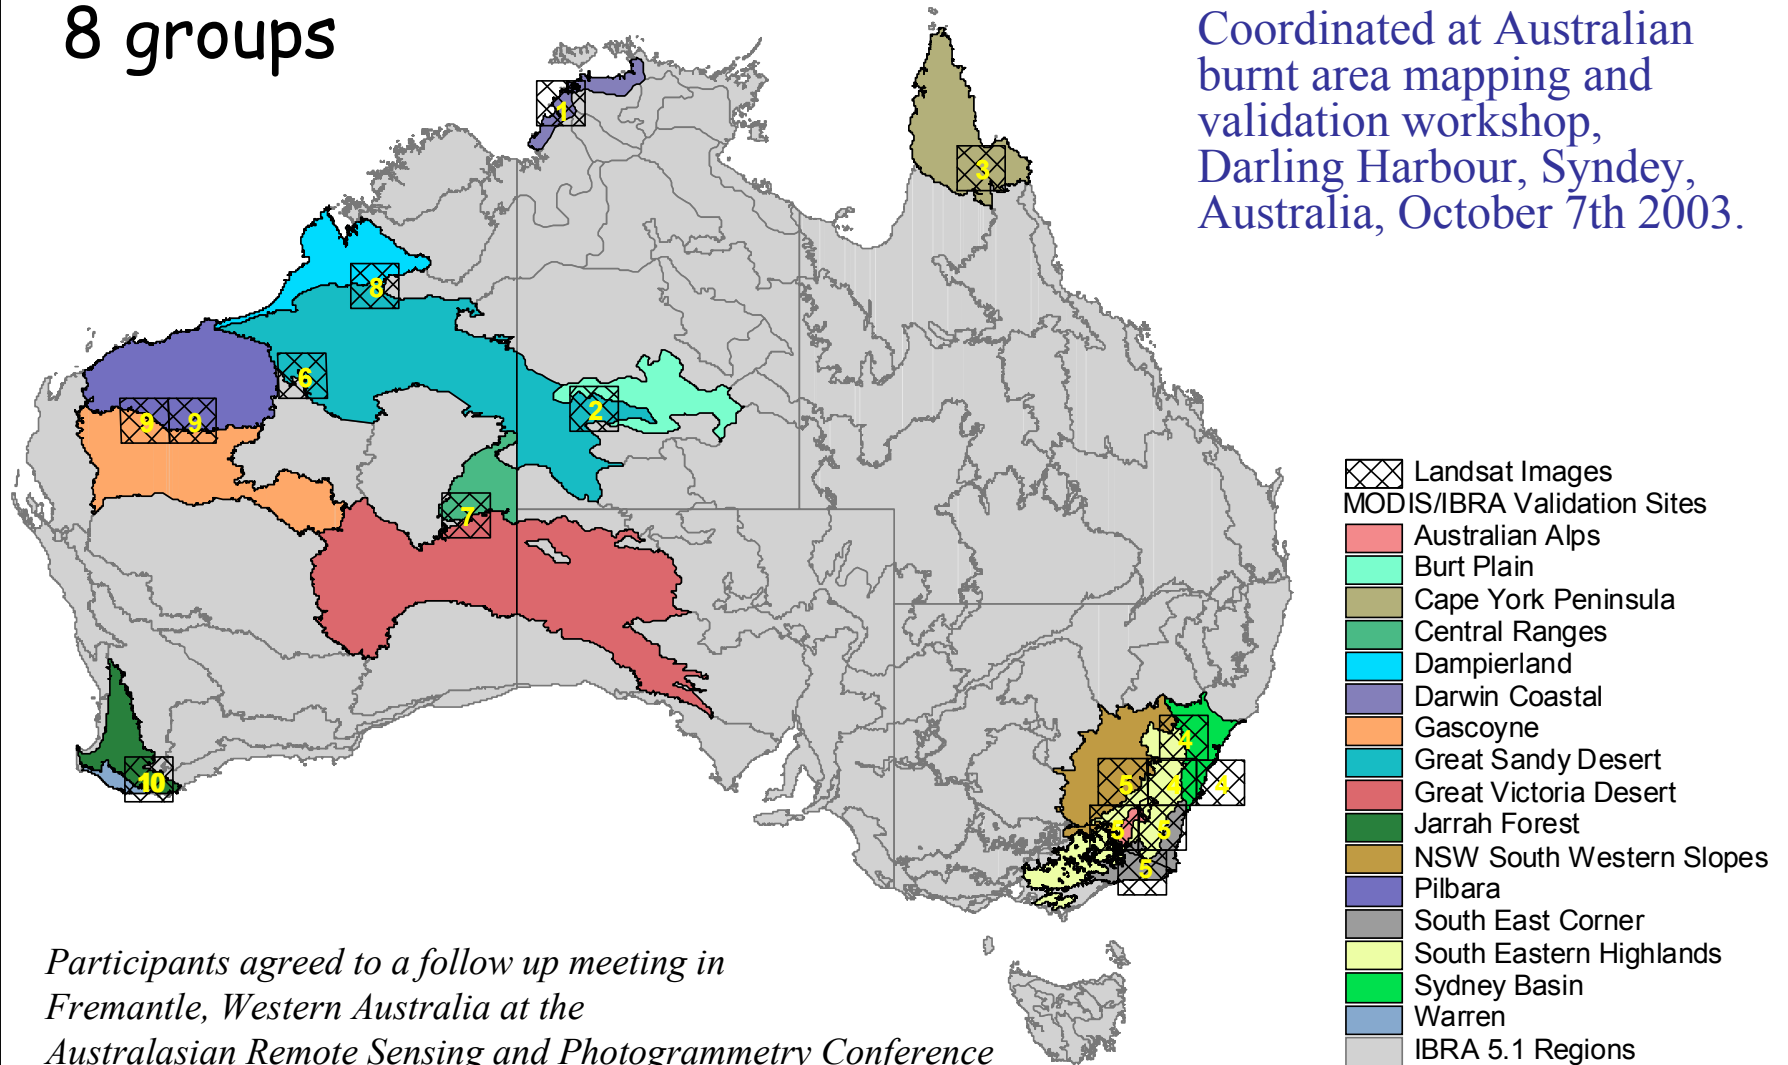 8 groups
Coordinated at Australian
burnt area mapping and
validation workshop,
Darling Harbour, Syndey,
Australia, October 7th 2003.
1
3
8
6
2
9 9
7
10
4
5 4 4
5 5
5
Landsat Images
MODIS/IBRA Validation Sites
Australian Alps
Burt Plain
Cape York Peninsula
Central Ranges
Dampierland
Darwin Coastal
Gascoyne
Great Sandy Desert
Great Victoria Desert
Jarrah Forest
NSW South Western Slopes
Pilbara
South East Corner
South Eastern Highlands
Sydney Basin
Warren
IBRA 5.1 Regions
Participants agreed to a follow up meeting in
Fremantle, Western Australia at the
Australasian Remote Sensing and Photogrammetry Conference